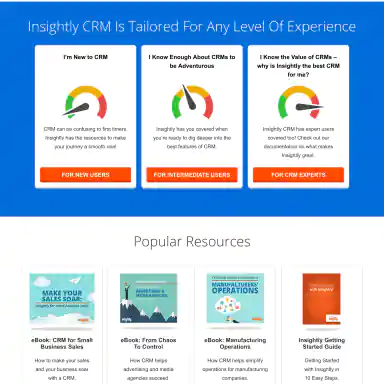 Insightly CRM Is Tailored For Any Level Of Experience
I'm New to CRM
CRM can be confusing to first timers.
Insightly has the resources to make
your journey a smooth one!
FOR NEW USERS
I Know Enough About CRMs to
be Adventurous
Insightly has you covered when
you're ready to dig deeper into the
best features of CRM.
FOR INTERMEDIATE USERS
I Know the Value of CRMs –
why is Insightly the best CRM
for me?
Insightly CRM has expert users
covered too! Check out our
documentation on what makes
Insightly great.
FOR CRM EXPERTS
Popular Resources
MAKE YOUR
SALES SOAR:
eBook: CRM for Small
Business Sales
How to make your sales,
and your business soar
with a CRM.
eBook: From Chaos
To Control
How CRM helps
advertising and media
agencies succeed
MANUFACTURERS'
OPERATIONS
eBook: Manufacturing
Operations
How CRM helps simplify
operations for manufacturing
companies.
Insightly Getting
Started Guide
Getting Started
with Insightly in
10 Easy Steps.